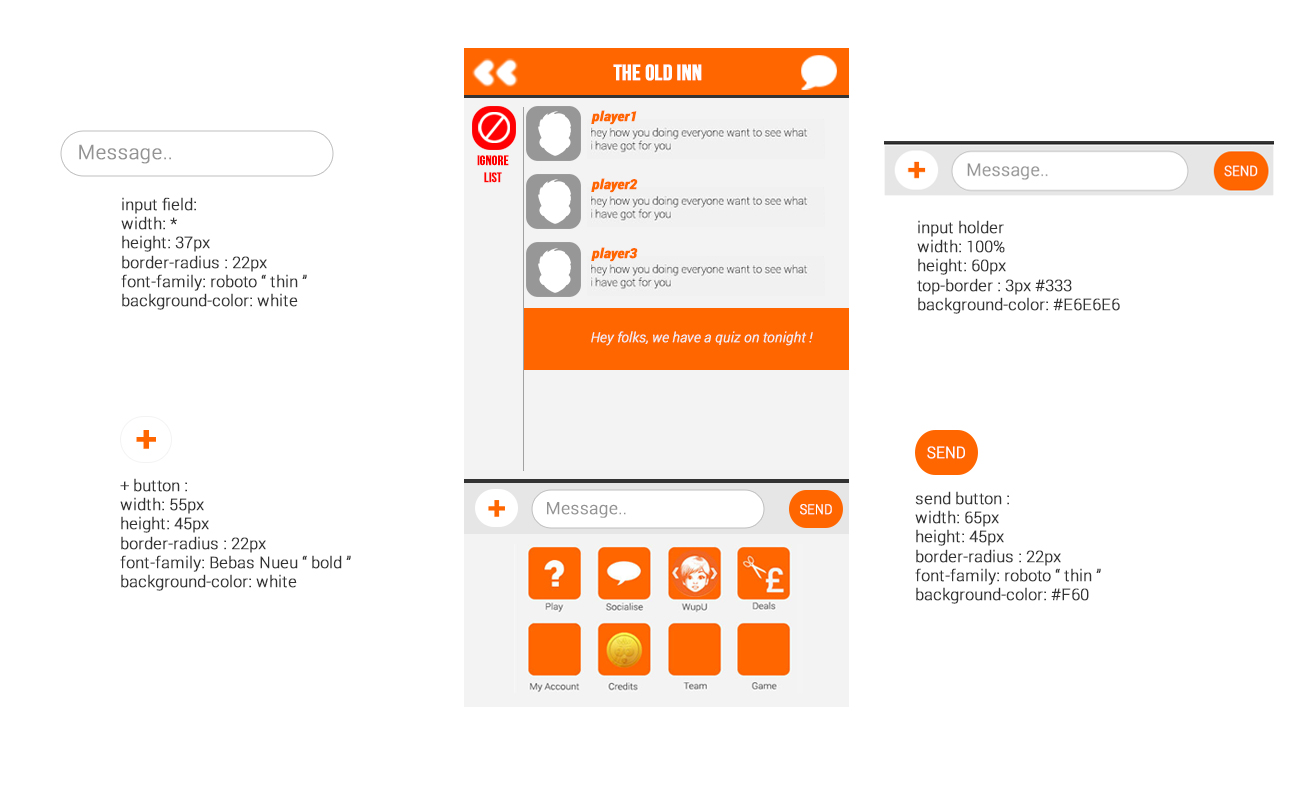 Message..
input field:
width: *
height: 37px
border-radius : 22px
font-family: roboto “ thin ”
background-color: white
+
+ button :
width: 55px
height: 45px
border-radius : 22px
font-family: Bebas Nueu “ bold ”
background-color: white
THE OLD INN
IGNORE
LIST
player1
hey how you doing everyone want to see what
i have got for you
player2
hey how you doing everyone want to see what
i have got for you
player3
hey how you doing everyone want to see what
i have got for you
Hey folks, we have a quiz on tonight !
+ Message.. SEND
? £
Play Socialise WupU Deals
My Account Credits Team Game
+ Message.. SEND
input holder
width: 100%
height: 60px
top-border : 3px #333
background-color: #E6E6E6
SEND
send button :
width: 65px
height: 45px
border-radius : 22px
font-family: roboto “ thin ”
background-color: #F60